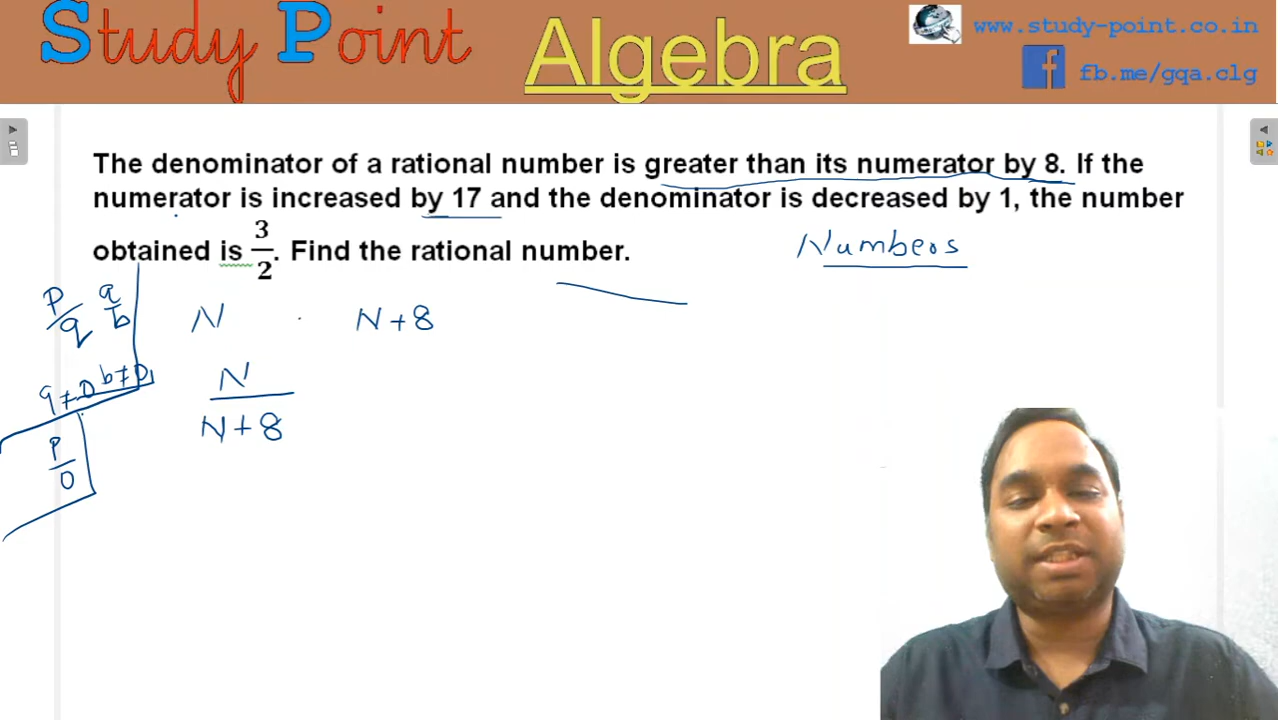 Study Point
Algebra
www.study-point.co.in
fb.me/gqa.clg
The denominator of a rational number is greater than its numerator by 8. If the
numerator is increased by 17 and the denominator is decreased by 1, the number
obtained is 3/2. Find the rational number.
Numbers
p/q a/b
q≠0 b≠0
p/0
N N+8
N
N+8